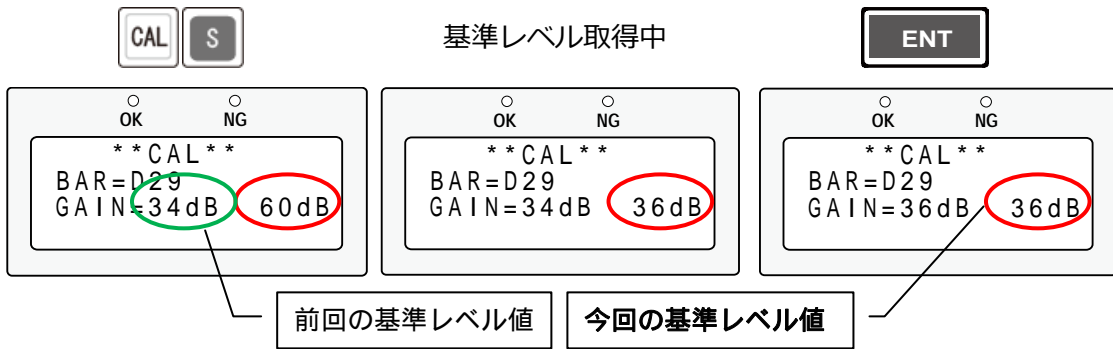 CAL S
基準レベル取得中
ENT
OK NG
**CAL**
BAR=D29
GAIN=34dB 60dB
OK NG
**CAL**
BAR=D29
GAIN=34dB 36dB
OK NG
**CAL**
BAR=D29
GAIN=36dB 36dB
前回の基準レベル値
今回の基準レベル値